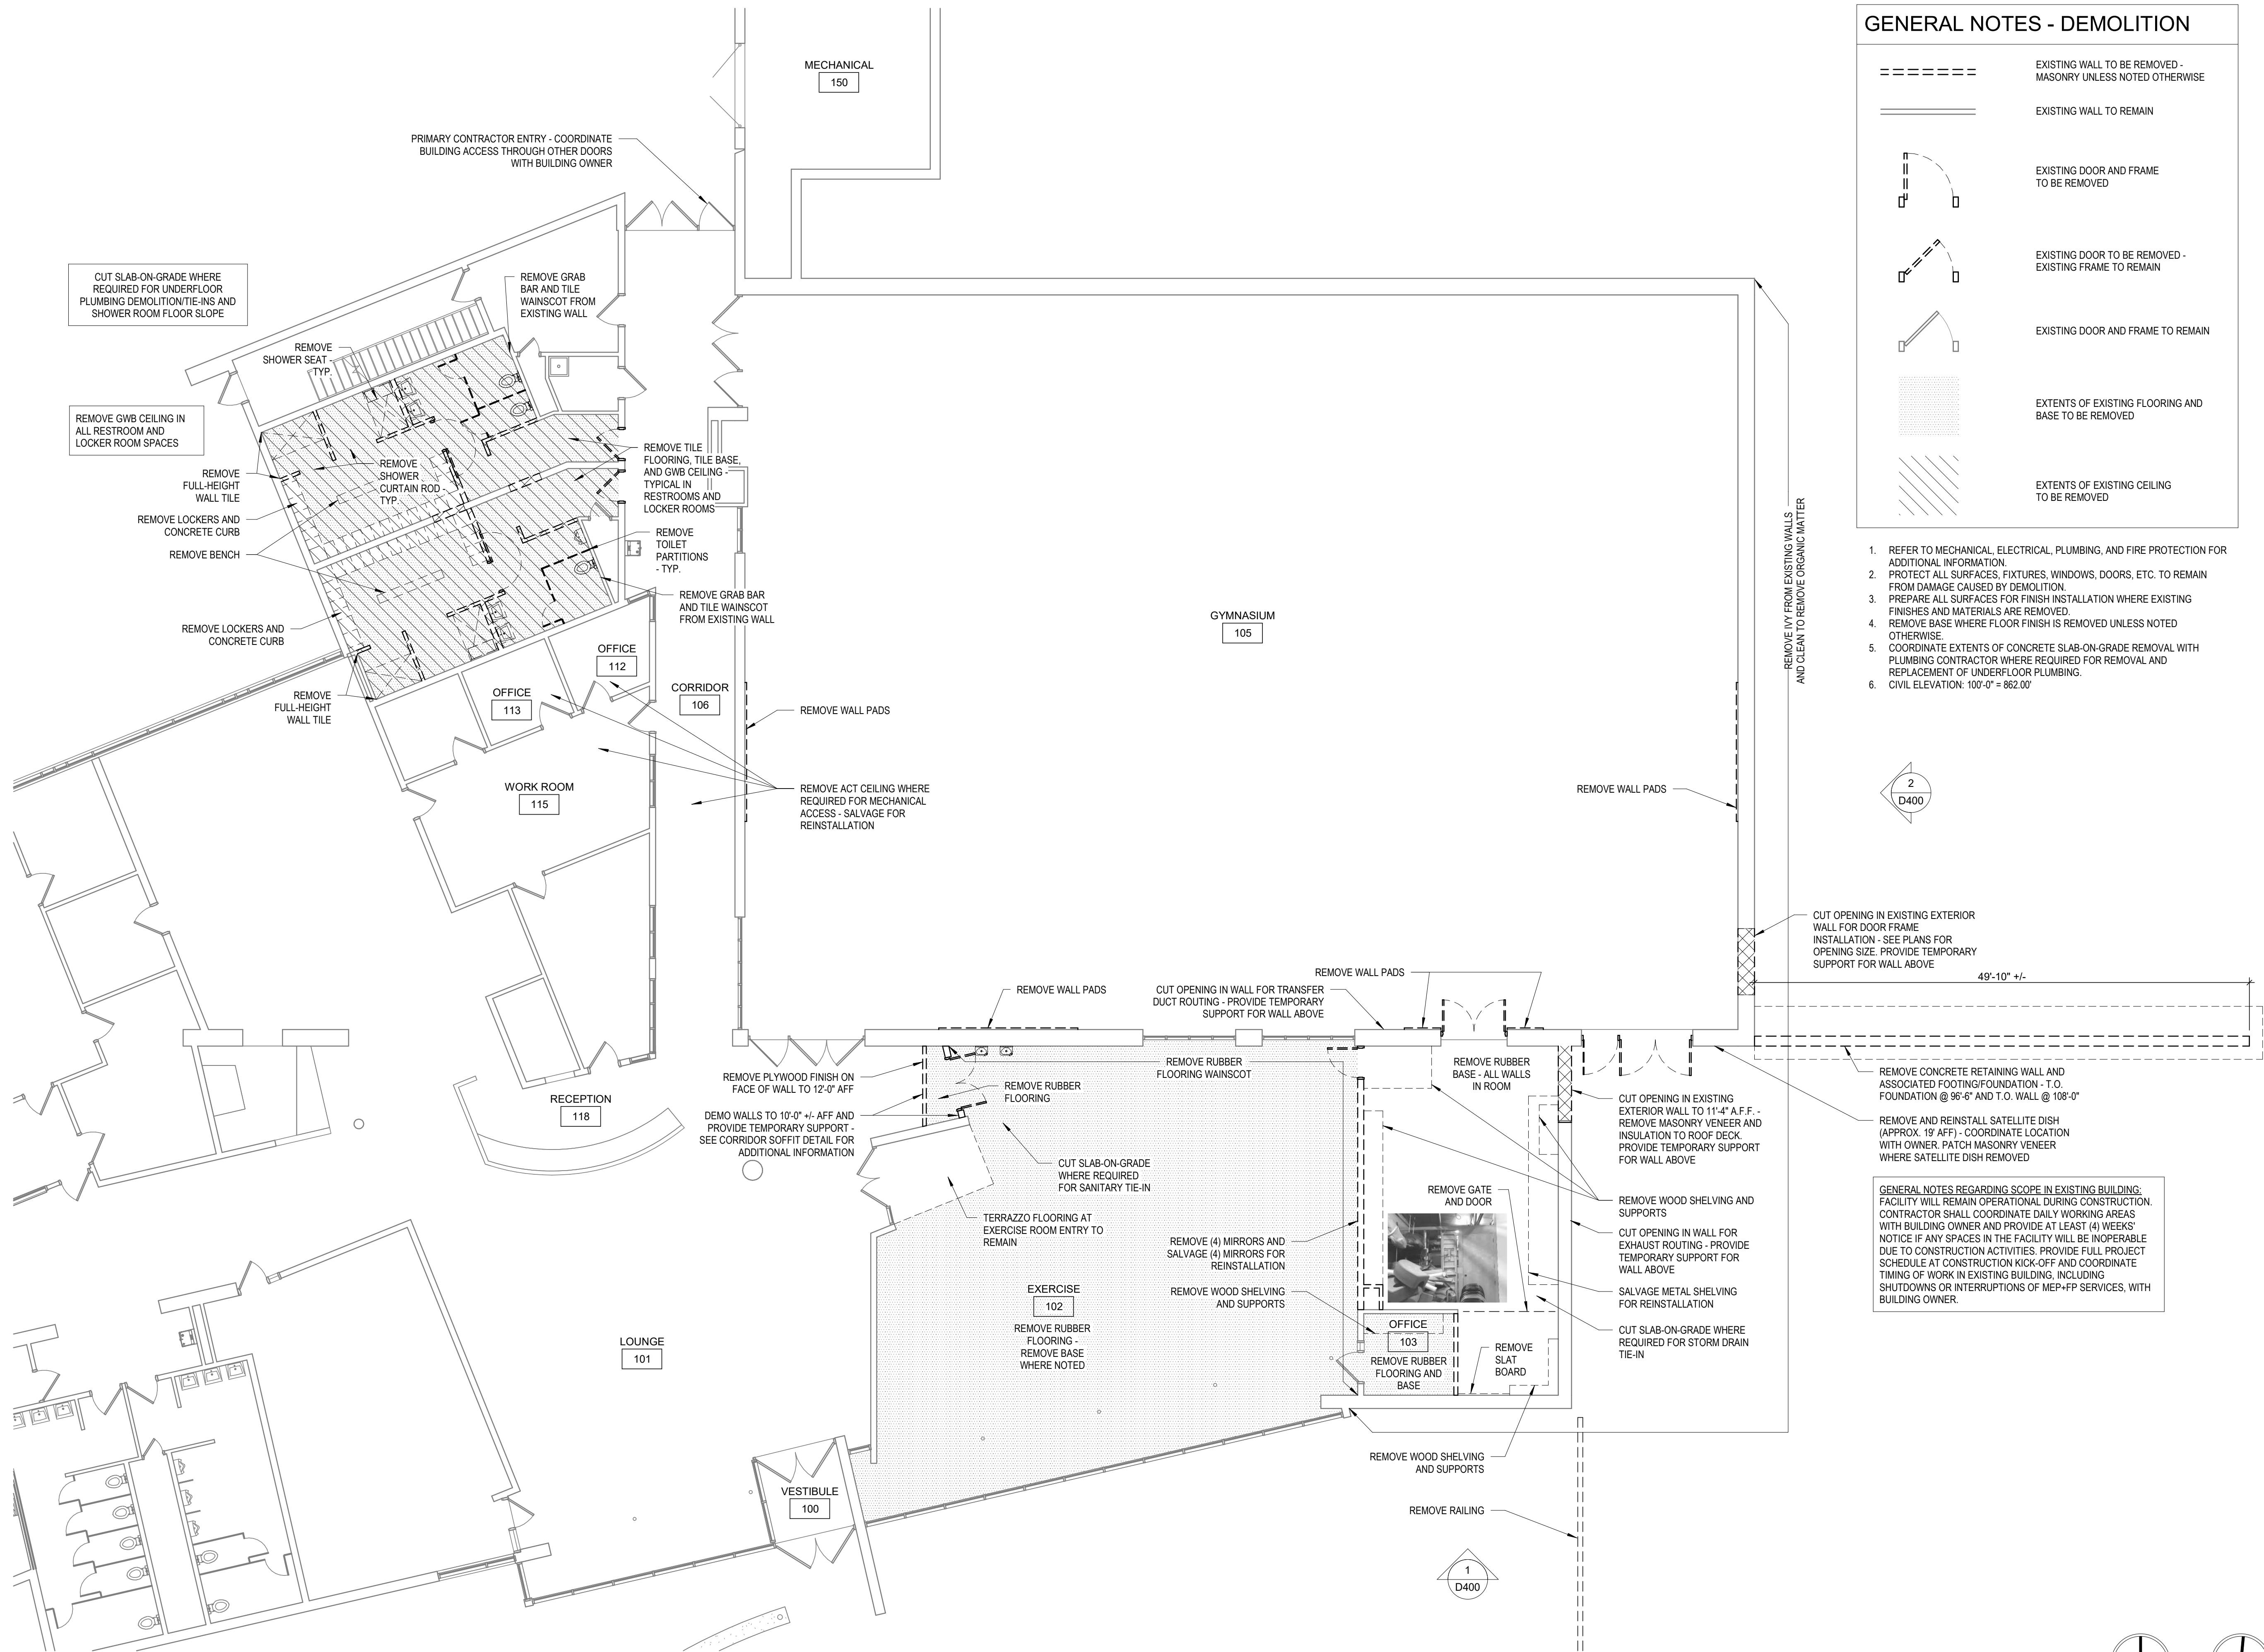 GENERAL NOTES - DEMOLITION
EXISTING WALL TO BE REMOVED -
MASONRY UNLESS NOTED OTHERWISE
EXISTING WALL TO REMAIN
EXISTING DOOR AND FRAME
TO BE REMOVED
EXISTING DOOR TO BE REMOVED -
EXISTING FRAME TO REMAIN
EXISTING DOOR AND FRAME TO REMAIN
EXTENTS OF EXISTING FLOORING AND
BASE TO BE REMOVED
EXTENTS OF EXISTING CEILING
TO BE REMOVED
1. REFER TO MECHANICAL, ELECTRICAL, PLUMBING, AND FIRE PROTECTION FOR
ADDITIONAL INFORMATION.
2. PROTECT ALL SURFACES, FIXTURES, WINDOWS, DOORS, ETC. TO REMAIN
FROM DAMAGE CAUSED BY DEMOLITION.
3. PREPARE ALL SURFACES FOR FINISH INSTALLATION WHERE EXISTING
FINISHES AND MATERIALS ARE REMOVED.
4. REMOVE BASE WHERE FLOOR FINISH IS REMOVED UNLESS NOTED
OTHERWISE.
5. COORDINATE EXTENTS OF CONCRETE SLAB-ON-GRADE REMOVAL WITH
PLUMBING CONTRACTOR WHERE REQUIRED FOR REMOVAL AND
REPLACEMENT OF UNDERFLOOR PLUMBING.
6. CIVIL ELEVATION: 100'-0" = 862.00'
MECHANICAL
150
PRIMARY CONTRACTOR ENTRY - COORDINATE
BUILDING ACCESS THROUGH OTHER DOORS
WITH BUILDING OWNER
CUT SLAB-ON-GRADE WHERE
REQUIRED FOR UNDERFLOOR
PLUMBING DEMOLITION/TIE-INS AND
SHOWER ROOM FLOOR SLOPE
REMOVE GRAB
BAR AND TILE
WAINSCOT FROM
EXISTING WALL
REMOVE
SHOWER SEAT -
TYP.
REMOVE GWB CEILING IN
ALL RESTROOM AND
LOCKER ROOM SPACES
REMOVE
FULL-HEIGHT
WALL TILE
REMOVE
SHOWER
CURTAIN ROD -
TYP.
REMOVE TILE
FLOORING, TILE BASE,
AND GWB CEILING -
TYPICAL IN
RESTROOMS AND
LOCKER ROOMS
REMOVE LOCKERS AND
CONCRETE CURB
REMOVE BENCH
REMOVE
TOILET
PARTITIONS
- TYP.
REMOVE GRAB BAR
AND TILE WAINSCOT
FROM EXISTING WALL
REMOVE LOCKERS AND
CONCRETE CURB
REMOVE
FULL-HEIGHT
WALL TILE
OFFICE
112
OFFICE
113
CORRIDOR
106
GYMNASIUM
105
REMOVE IVY FROM EXISTING WALLS
AND CLEAN TO REMOVE ORGANIC MATTER
REMOVE WALL PADS
WORK ROOM
115
REMOVE ACT CEILING WHERE
REQUIRED FOR MECHANICAL
ACCESS - SALVAGE FOR
REINSTALLATION
REMOVE WALL PADS
2
D400
CUT OPENING IN EXISTING EXTERIOR
WALL FOR DOOR FRAME
INSTALLATION - SEE PLANS FOR
OPENING SIZE. PROVIDE TEMPORARY
SUPPORT FOR WALL ABOVE
49'-10" +/-
REMOVE WALL PADS
REMOVE WALL PADS
CUT OPENING IN WALL FOR TRANSFER
DUCT ROUTING - PROVIDE TEMPORARY
SUPPORT FOR WALL ABOVE
REMOVE PLYWOOD FINISH ON
FACE OF WALL TO 12'-0" AFF
REMOVE RUBBER
FLOORING
REMOVE RUBBER
FLOORING WAINSCOT
REMOVE RUBBER
BASE - ALL WALLS
IN ROOM
REMOVE CONCRETE RETAINING WALL AND
ASSOCIATED FOOTING/FOUNDATION - T.O.
FOUNDATION @ 96'-6" AND T.O. WALL @ 108'-0"
RECEPTION
118
DEMO WALLS TO 10'-0" +/- AFF AND
PROVIDE TEMPORARY SUPPORT -
SEE CORRIDOR SOFFIT DETAIL FOR
ADDITIONAL INFORMATION
CUT OPENING IN EXISTING
EXTERIOR WALL TO 11'-4" A.F.F. -
REMOVE MASONRY VENEER AND
INSULATION TO ROOF DECK.
PROVIDE TEMPORARY SUPPORT
FOR WALL ABOVE
REMOVE AND REINSTALL SATELLITE DISH
(APPROX. 19' AFF) - COORDINATE LOCATION
WITH OWNER. PATCH MASONRY VENEER
WHERE SATELLITE DISH REMOVED
CUT SLAB-ON-GRADE
WHERE REQUIRED
FOR SANITARY TIE-IN
REMOVE GATE
AND DOOR
REMOVE WOOD SHELVING AND
SUPPORTS
GENERAL NOTES REGARDING SCOPE IN EXISTING BUILDING:
FACILITY WILL REMAIN OPERATIONAL DURING CONSTRUCTION.
CONTRACTOR SHALL COORDINATE DAILY WORKING AREAS
WITH BUILDING OWNER AND PROVIDE AT LEAST (4) WEEKS'
NOTICE IF ANY SPACES IN THE FACILITY WILL BE INOPERABLE
DUE TO CONSTRUCTION ACTIVITIES. PROVIDE FULL PROJECT
SCHEDULE AT CONSTRUCTION KICK-OFF AND COORDINATE
TIMING OF WORK IN EXISTING BUILDING, INCLUDING
SHUTDOWNS OR INTERRUPTIONS OF MEP+FP SERVICES, WITH
BUILDING OWNER.
TERRAZZO FLOORING AT
EXERCISE ROOM ENTRY TO
REMAIN
REMOVE (4) MIRRORS AND
SALVAGE (4) MIRRORS FOR
REINSTALLATION
CUT OPENING IN WALL FOR
EXHAUST ROUTING - PROVIDE
TEMPORARY SUPPORT FOR
WALL ABOVE
EXERCISE
102
REMOVE RUBBER
FLOORING -
REMOVE BASE
WHERE NOTED
REMOVE WOOD SHELVING
AND SUPPORTS
SALVAGE METAL SHELVING
FOR REINSTALLATION
OFFICE
103
REMOVE RUBBER
FLOORING AND
BASE
REMOVE
SLAT
BOARD
CUT SLAB-ON-GRADE WHERE
REQUIRED FOR STORM DRAIN
TIE-IN
LOUNGE
101
REMOVE WOOD SHELVING
AND SUPPORTS
VESTIBULE
100
REMOVE RAILING
1
D400